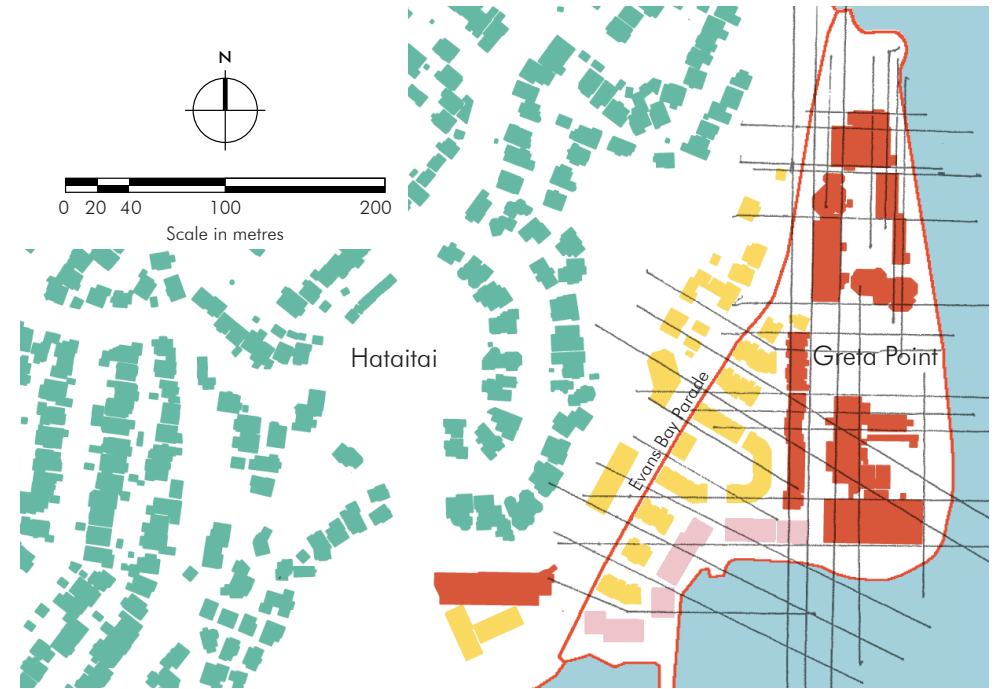 N
0 20 40 100 200
Scale in metres
Hataitai
Greta Point
Evans Bay Parade